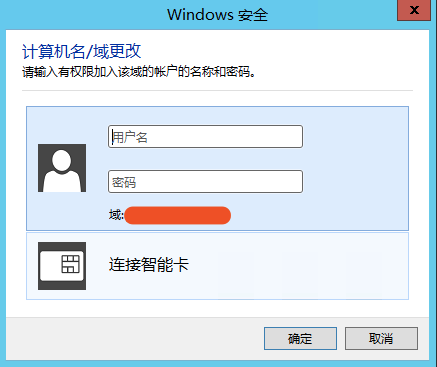 Windows 安全
x
计算机名/域更改
请输入有权限加入该域的帐户的名称和密码。
用户名
密码
域:
连接智能卡
确定
取消